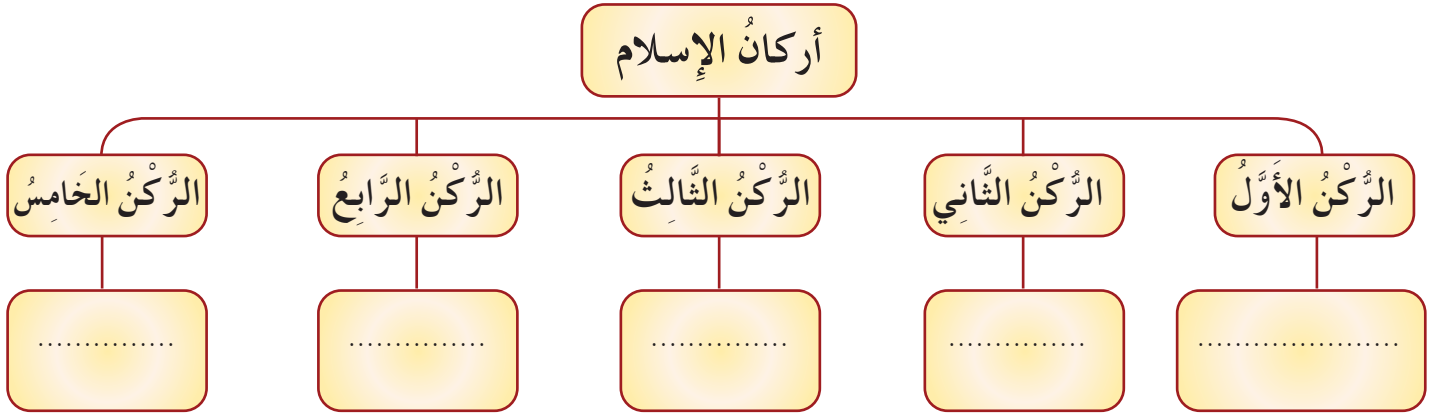 أركانُ الإِسلام
الرُّكْنُ الأَوَّلُ
الرُّكْنُ الثَّانِي
الرُّكْنُ الثَّالِثُ
الرُّكْنُ الرَّابِعُ
الرُّكْنُ الخَامِسُ
......................
...............
...............
...............
...............